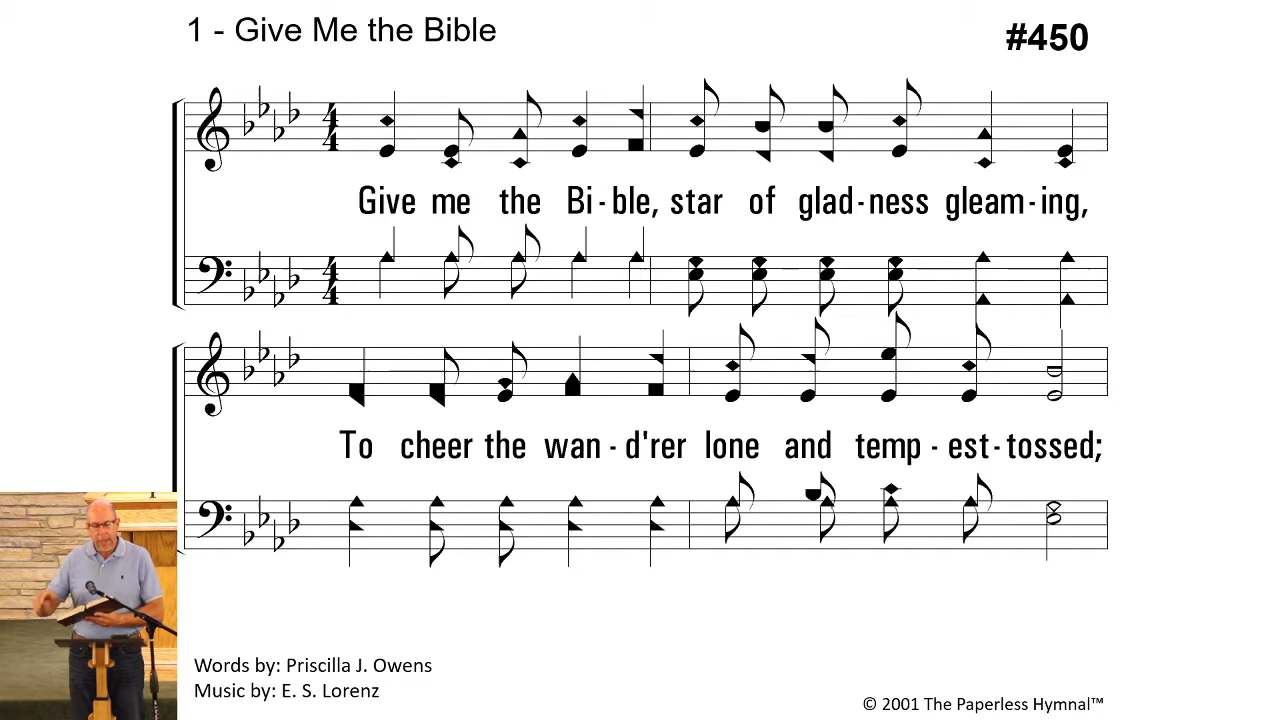 1 - Give Me the Bible
#450
Give me the Bi-ble, star of glad-ness gleam-ing,
To cheer the wan-d'rer lone and temp-est-tossed;
Words by: Priscilla J. Owens
Music by: E. S. Lorenz
© 2001 The Paperless Hymnal™